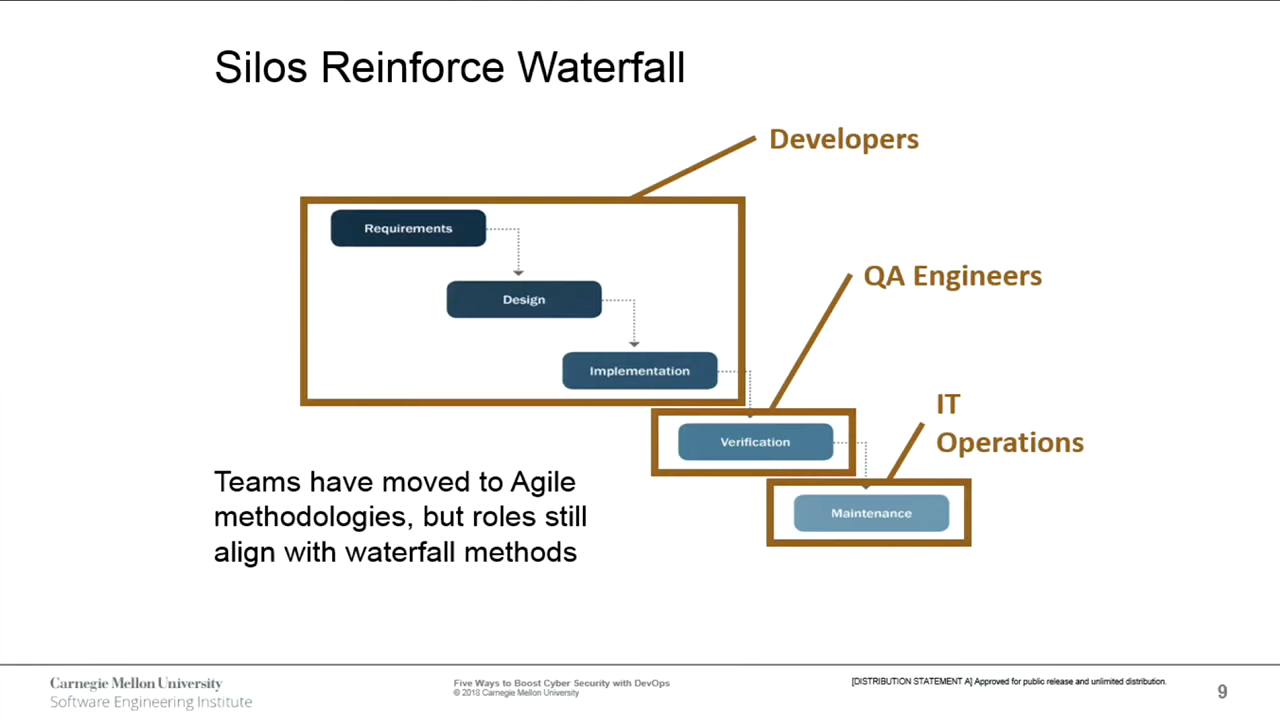 Silos Reinforce Waterfall
Developers
Requirements
QA Engineers
Design
Implementation
IT
Operations
Verification
Teams have moved to Agile
methodologies, but roles still
align with waterfall methods
Maintenance
Carnegie Mellon University
Software Engineering Institute
Five Ways to Boost Cyber Security with DevOps
© 2018 Carnegie Mellon University
[DISTRIBUTION STATEMENT A] Approved for public release and unlimited distribution.
9